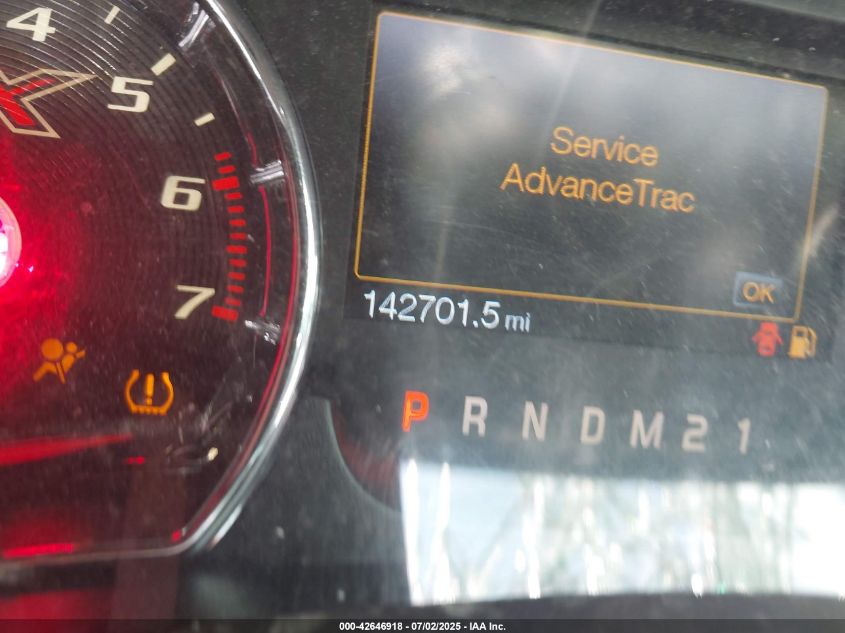 4
5
6
7
Service
AdvanceTrac
OK
142701.5 mi
P R N D M 2 1
000-42646918 - 07/02/2025 - IAA Inc.